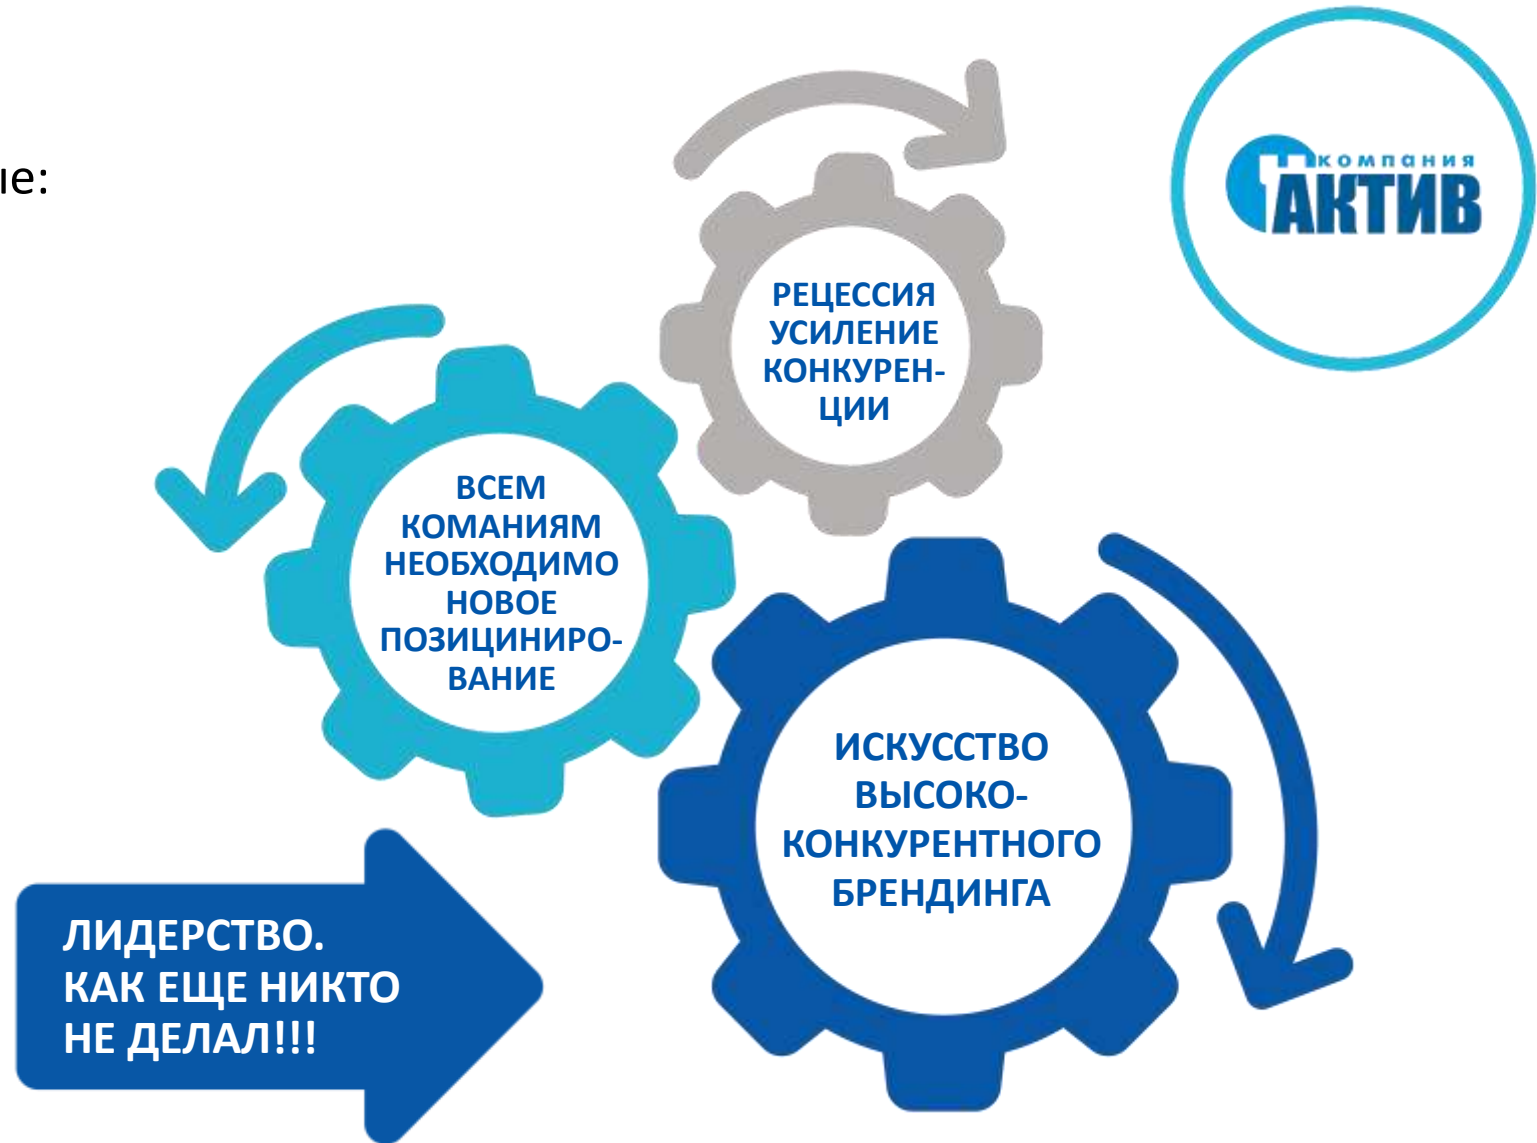 е:
компания
АКТИВ
РЕЦЕССИЯ
УСИЛЕНИЕ
КОНКУРЕН-
ЦИИ
ВСЕМ
КОМАНИЯМ
НЕОБХОДИМО
НОВОЕ
ПОЗИЦИНИРО-
ВАНИЕ
ИСКУССТВО
ВЫСОКО-
КОНКУРЕНТНОГО
БРЕНДИНГА
ЛИДЕРСТВО.
КАК ЕЩЕ НИКТО
НЕ ДЕЛАЛ!!!